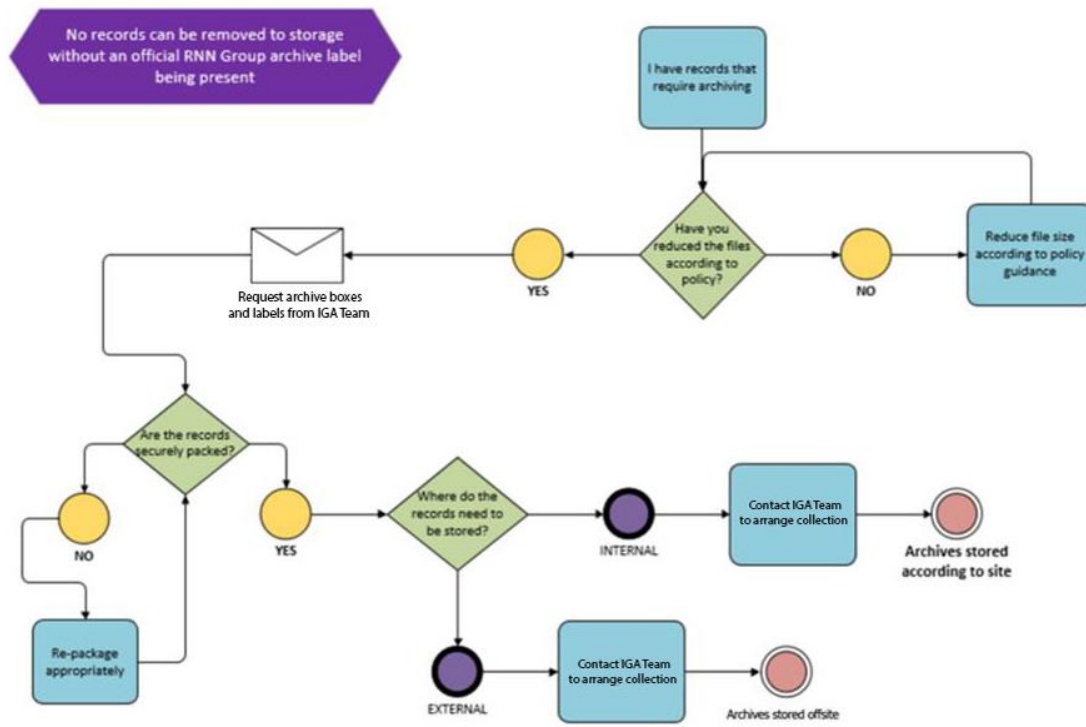 No records can be removed to storage
without an official RNN Group archive label
being present
I have records that
require archiving
Have you
reduced the files
according to
policy?
YES
NO
Reduce file size
according to policy
guidance
Request archive boxes
and labels from IGA Team
Are the records
securely packed?
NO
YES
Re-package
appropriately
Where do the
records need to
be stored?
INTERNAL
Contact IGA Team
to arrange collection
Archives stored
according to site
EXTERNAL
Contact IGA Team
to arrange collection
Archives stored offsite